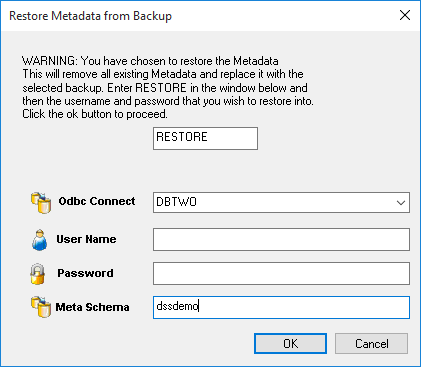 Restore Metadata from Backup
WARNING: You have chosen to restore the Metadata
This will remove all existing Metadata and replace it with the
selected backup. Enter RESTORE in the window below and
then the username and password that you wish to restore into.
Click the ok button to proceed.
RESTORE
Odbc Connect DBTWO
User Name
Password
Meta Schema dssdemo
OK Cancel